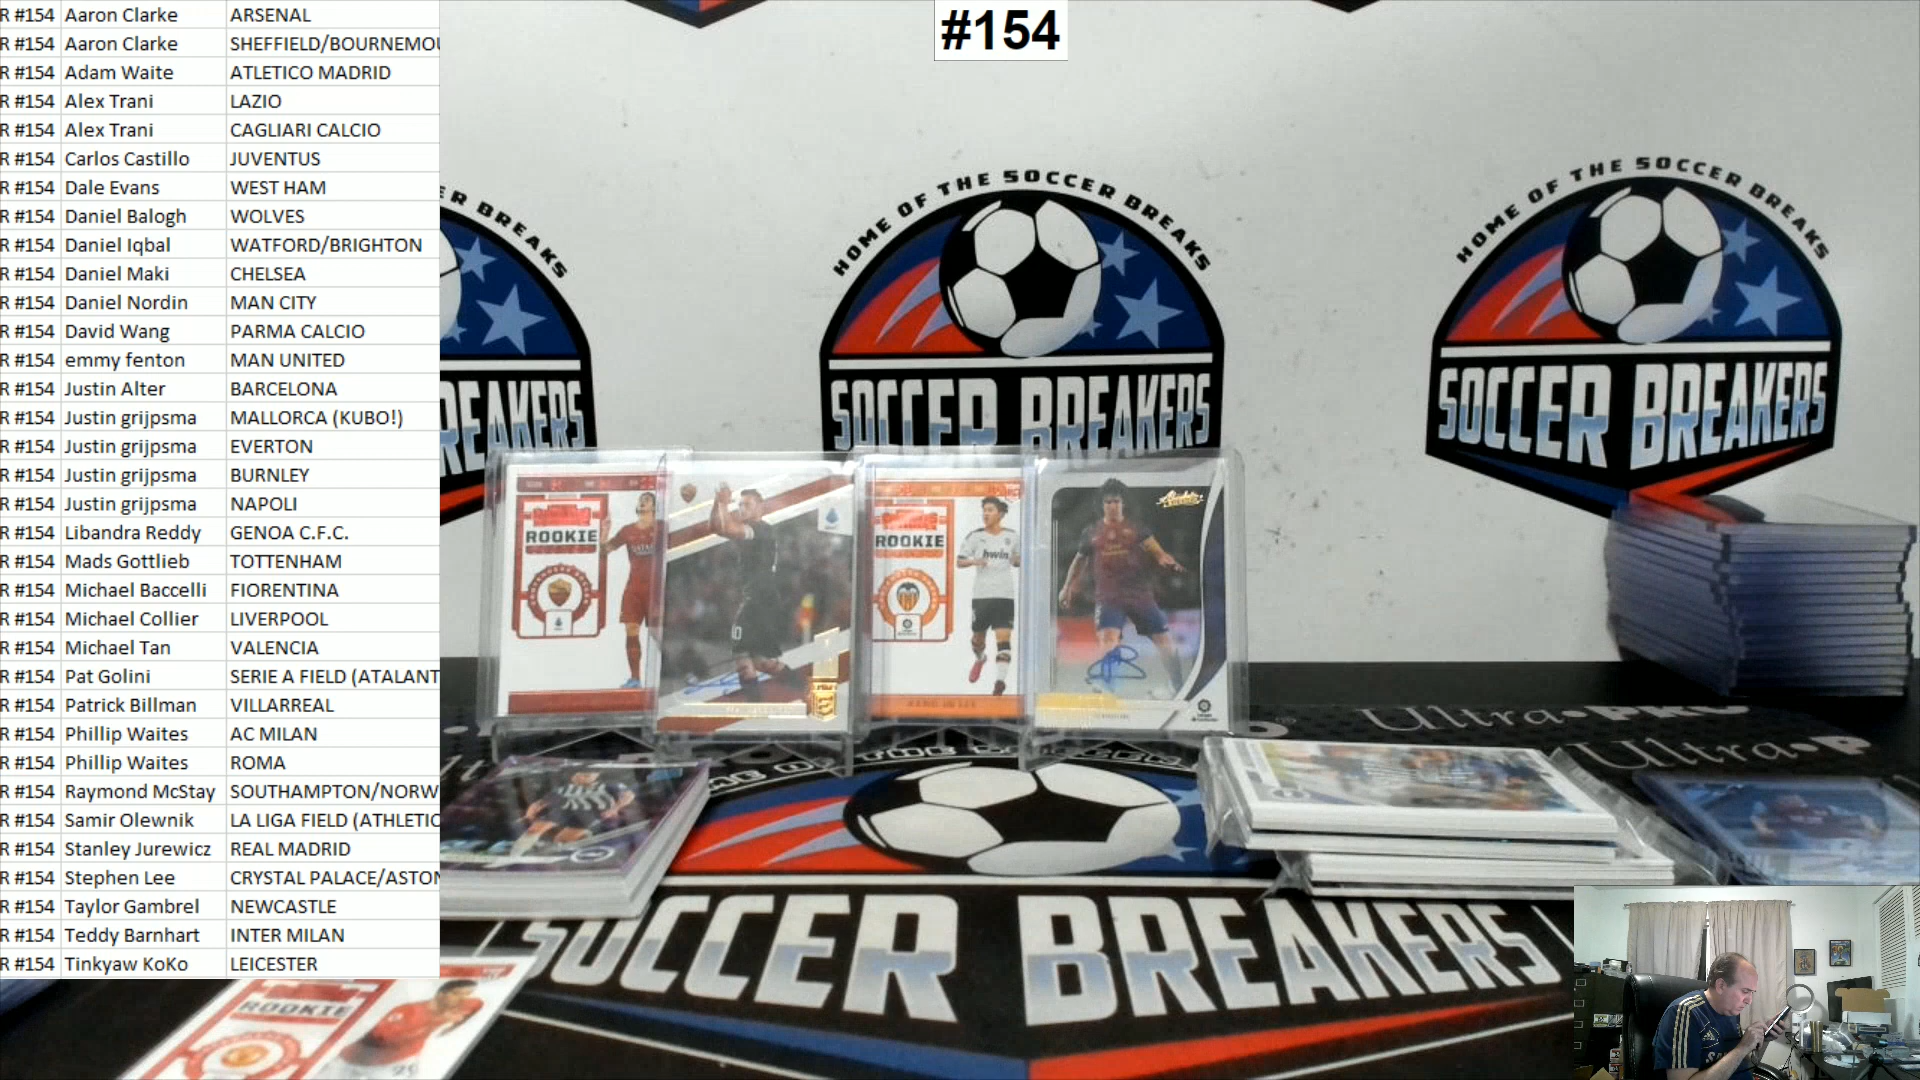 #154
R #154 Aaron Clarke ARSENAL
R #154 Aaron Clarke SHEFFIELD/BOURNEMOU
R #154 Adam Waite ATLETICO MADRID
R #154 Alex Trani LAZIO
R #154 Alex Trani CAGLIARI CALCIO
R #154 Carlos Castillo JUVENTUS
R #154 Dale Evans WEST HAM
R #154 Daniel Balogh WOLVES
R #154 Daniel Iqbal WATFORD/BRIGHTON
R #154 Daniel Maki CHELSEA
R #154 Daniel Nordin MAN CITY
R #154 David Wang PARMA CALCIO
R #154 emmy fenton MAN UNITED
R #154 Justin Alter BARCELONA
R #154 Justin grijpsma MALLORCA (KUBO!)
R #154 Justin grijpsma EVERTON
R #154 Justin grijpsma BURNLEY
R #154 Justin grijpsma NAPOLI
R #154 Libandra Reddy GENOA C.F.C.
R #154 Mads Gottlieb TOTTENHAM
R #154 Michael Baccelli FIORENTINA
R #154 Michael Collier LIVERPOOL
R #154 Michael Tan VALENCIA
R #154 Pat Golini SERIE A FIELD (ATALANT
R #154 Patrick Billman VILLARREAL
R #154 Phillip Waites AC MILAN
R #154 Phillip Waites ROMA
R #154 Raymond McStay SOUTHAMPTON/NORW
R #154 Samir Olewnik LA LIGA FIELD (ATHLETIC
R #154 Stanley Jurewicz REAL MADRID
R #154 Stephen Lee CRYSTAL PALACE/ASTON
R #154 Taylor Gambrel NEWCASTLE
R #154 Teddy Barnhart INTER MILAN
R #154 Tinkyaw KoKo LEICESTER
ER BREAKS
REAKERS
HOME OF THE SOCCER BREAKS
SOCCER BREAKERS
HOME OF THE SOCCER BREAKS
SOCCER BREAKERS
ROOKIE
ROOKIE
hwin
Absolute
Ultra PRO
Ultra P
SOCCER BREAKERS
ROOKIE